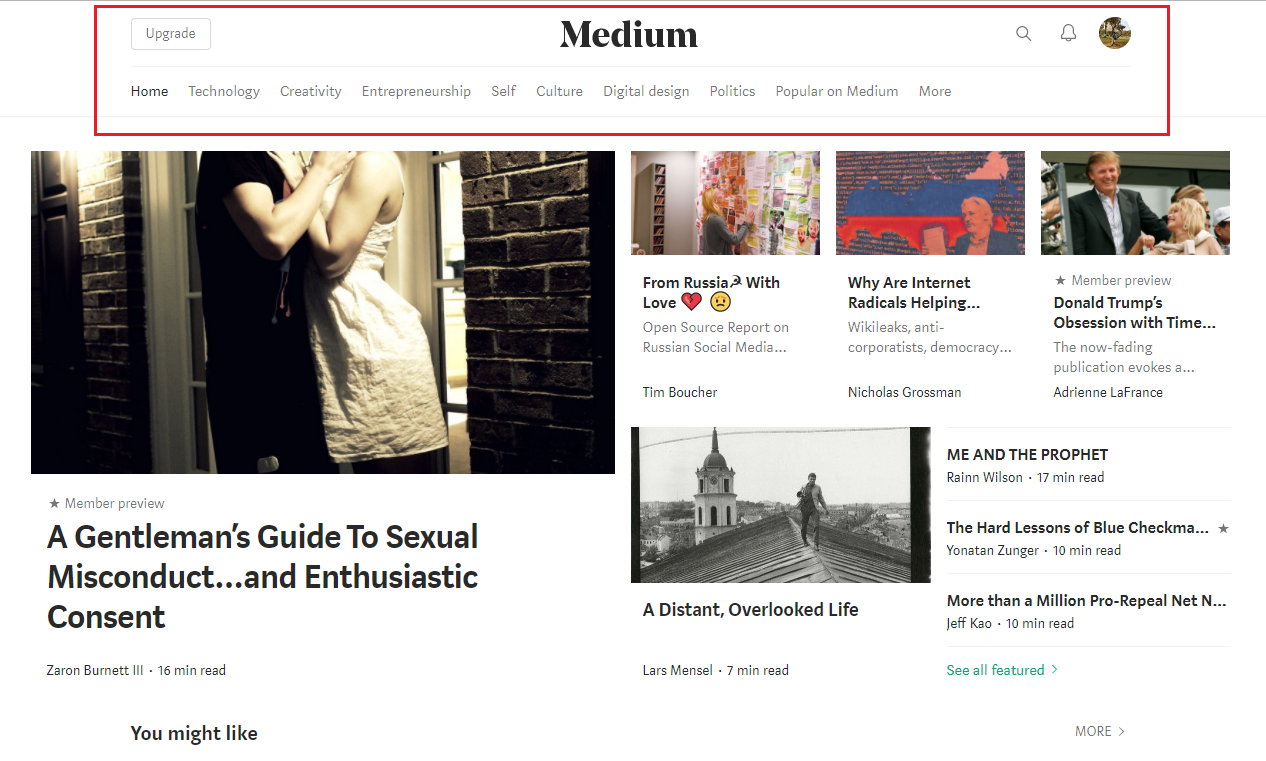 Upgrade
Medium
Home Technology Creativity Entrepreneurship Self Culture Digital design Politics Popular on Medium More
★ Member preview
A Gentleman's Guide To Sexual
Misconduct…and Enthusiastic
Consent
Zaron Burnett III · 16 min read
From Russia☭ With
Love 💔 😟
Open Source Report on
Russian Social Media…
Tim Boucher
Why Are Internet
Radicals Helping…
Wikileaks, anti-
corporatists, democracy…
Nicholas Grossman
★ Member preview
Donald Trump's
Obsession with Time…
The now-fading
publication evokes a…
Adrienne LaFrance
A Distant, Overlooked Life
Lars Mensel · 7 min read
ME AND THE PROPHET
Rainn Wilson · 17 min read
The Hard Lessons of Blue Checkma… ★
Yonatan Zunger · 10 min read
More than a Million Pro-Repeal Net N…
Jeff Kao · 10 min read
See all featured >
You might like
MORE >